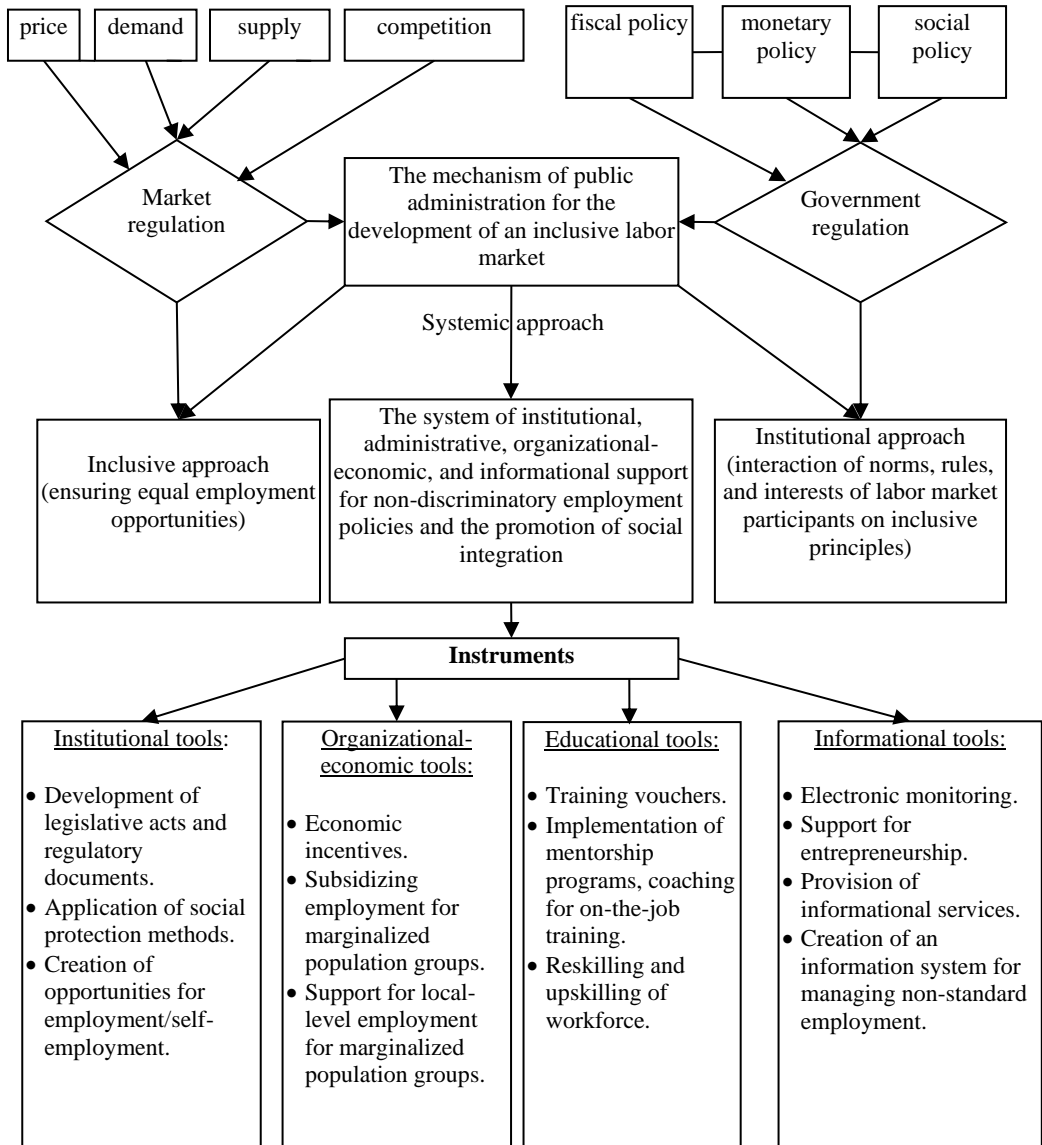 price
demand
supply
competition
fiscal policy
monetary
policy
social
policy
Market
regulation
The mechanism of public
administration for the
development of an inclusive labor
market
Government
regulation
Systemic approach
Inclusive approach
(ensuring equal employment
opportunities)
The system of institutional,
administrative, organizational-
economic, and informational support
for non-discriminatory employment
policies and the promotion of social
integration
Institutional approach
(interaction of norms, rules,
and interests of labor market
participants on inclusive
principles)
Instruments
Institutional tools:
• Development of
legislative acts and
regulatory
documents.
• Application of social
protection methods.
• Creation of
opportunities for
employment/self-
employment.
Organizational-
economic tools:
• Economic
incentives.
• Subsidizing
employment for
marginalized
population groups.
• Support for local-
level employment
for marginalized
population groups.
Educational tools:
• Training vouchers.
• Implementation of
mentorship
programs, coaching
for on-the-job
training.
• Reskilling and
upskilling of
workforce.
Informational tools:
• Electronic monitoring.
• Support for
entrepreneurship.
• Provision of
informational services.
• Creation of an
information system for
managing non-standard
employment.